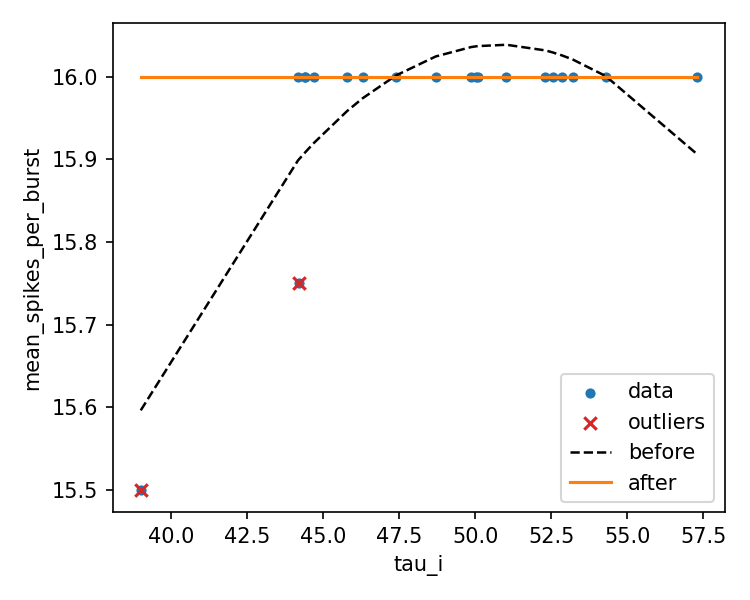 16.0
15.9
15.8
15.7
15.6
15.5
mean_spikes_per_burst
40.0 42.5 45.0 47.5 50.0 52.5 55.0 57.5
tau_i
data
outliers
before
after